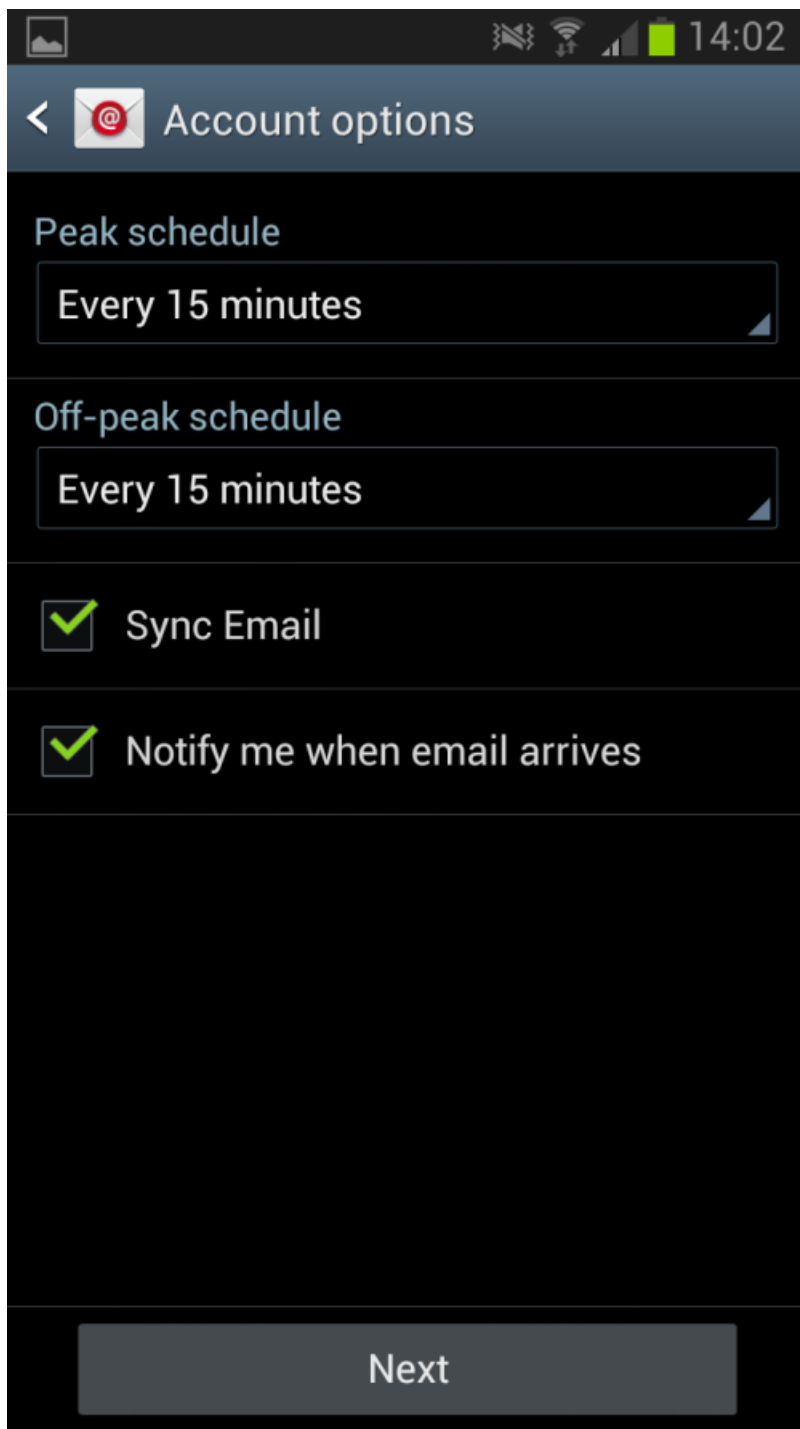 14:02
Account options
Peak schedule
Every 15 minutes
Off-peak schedule
Every 15 minutes
Sync Email
Notify me when email arrives
Next